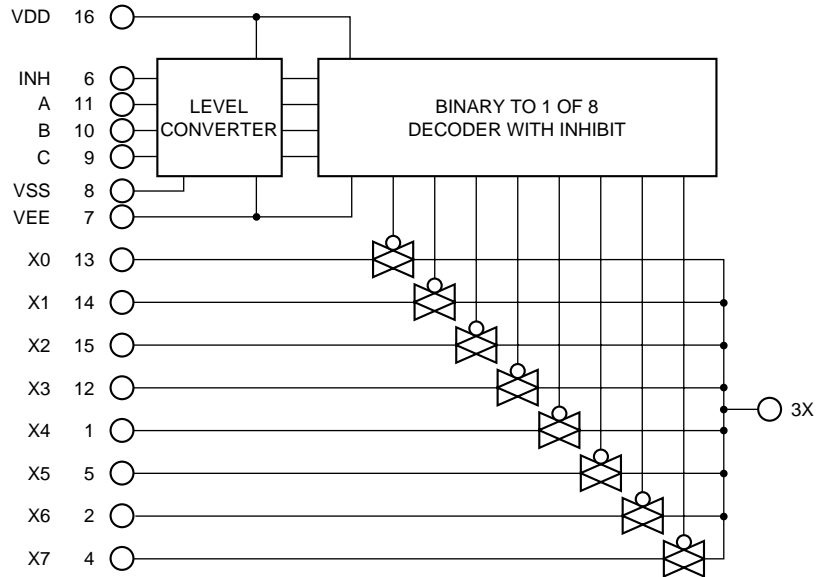 VDD 16
INH 6
A 11
B 10
C 9
VSS 8
VEE 7
LEVEL
CONVERTER
BINARY TO 1 OF 8
DECODER WITH INHIBIT
X0 13
X1 14
X2 15
X3 12
X4 1
X5 5
X6 2
X7 4
3X